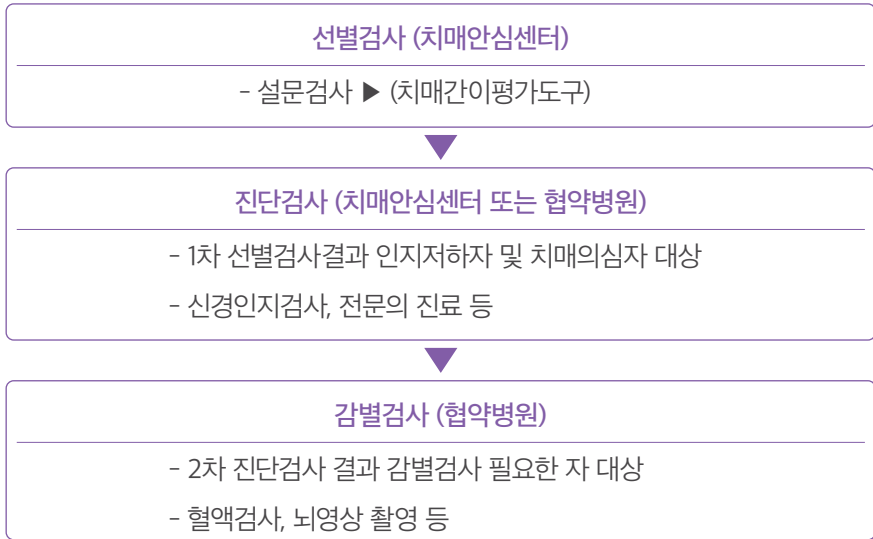 선별검사 (치매안심센터)
- 설문검사 ▶ (치매간이평가도구)
진단검사 (치매안심센터 또는 협약병원)
- 1차 선별검사결과 인지저하자 및 치매의심자 대상
- 신경인지검사, 전문의 진료 등
감별검사 (협약병원)
- 2차 진단검사 결과 감별검사 필요한 자 대상
- 혈액검사, 뇌영상 촬영 등